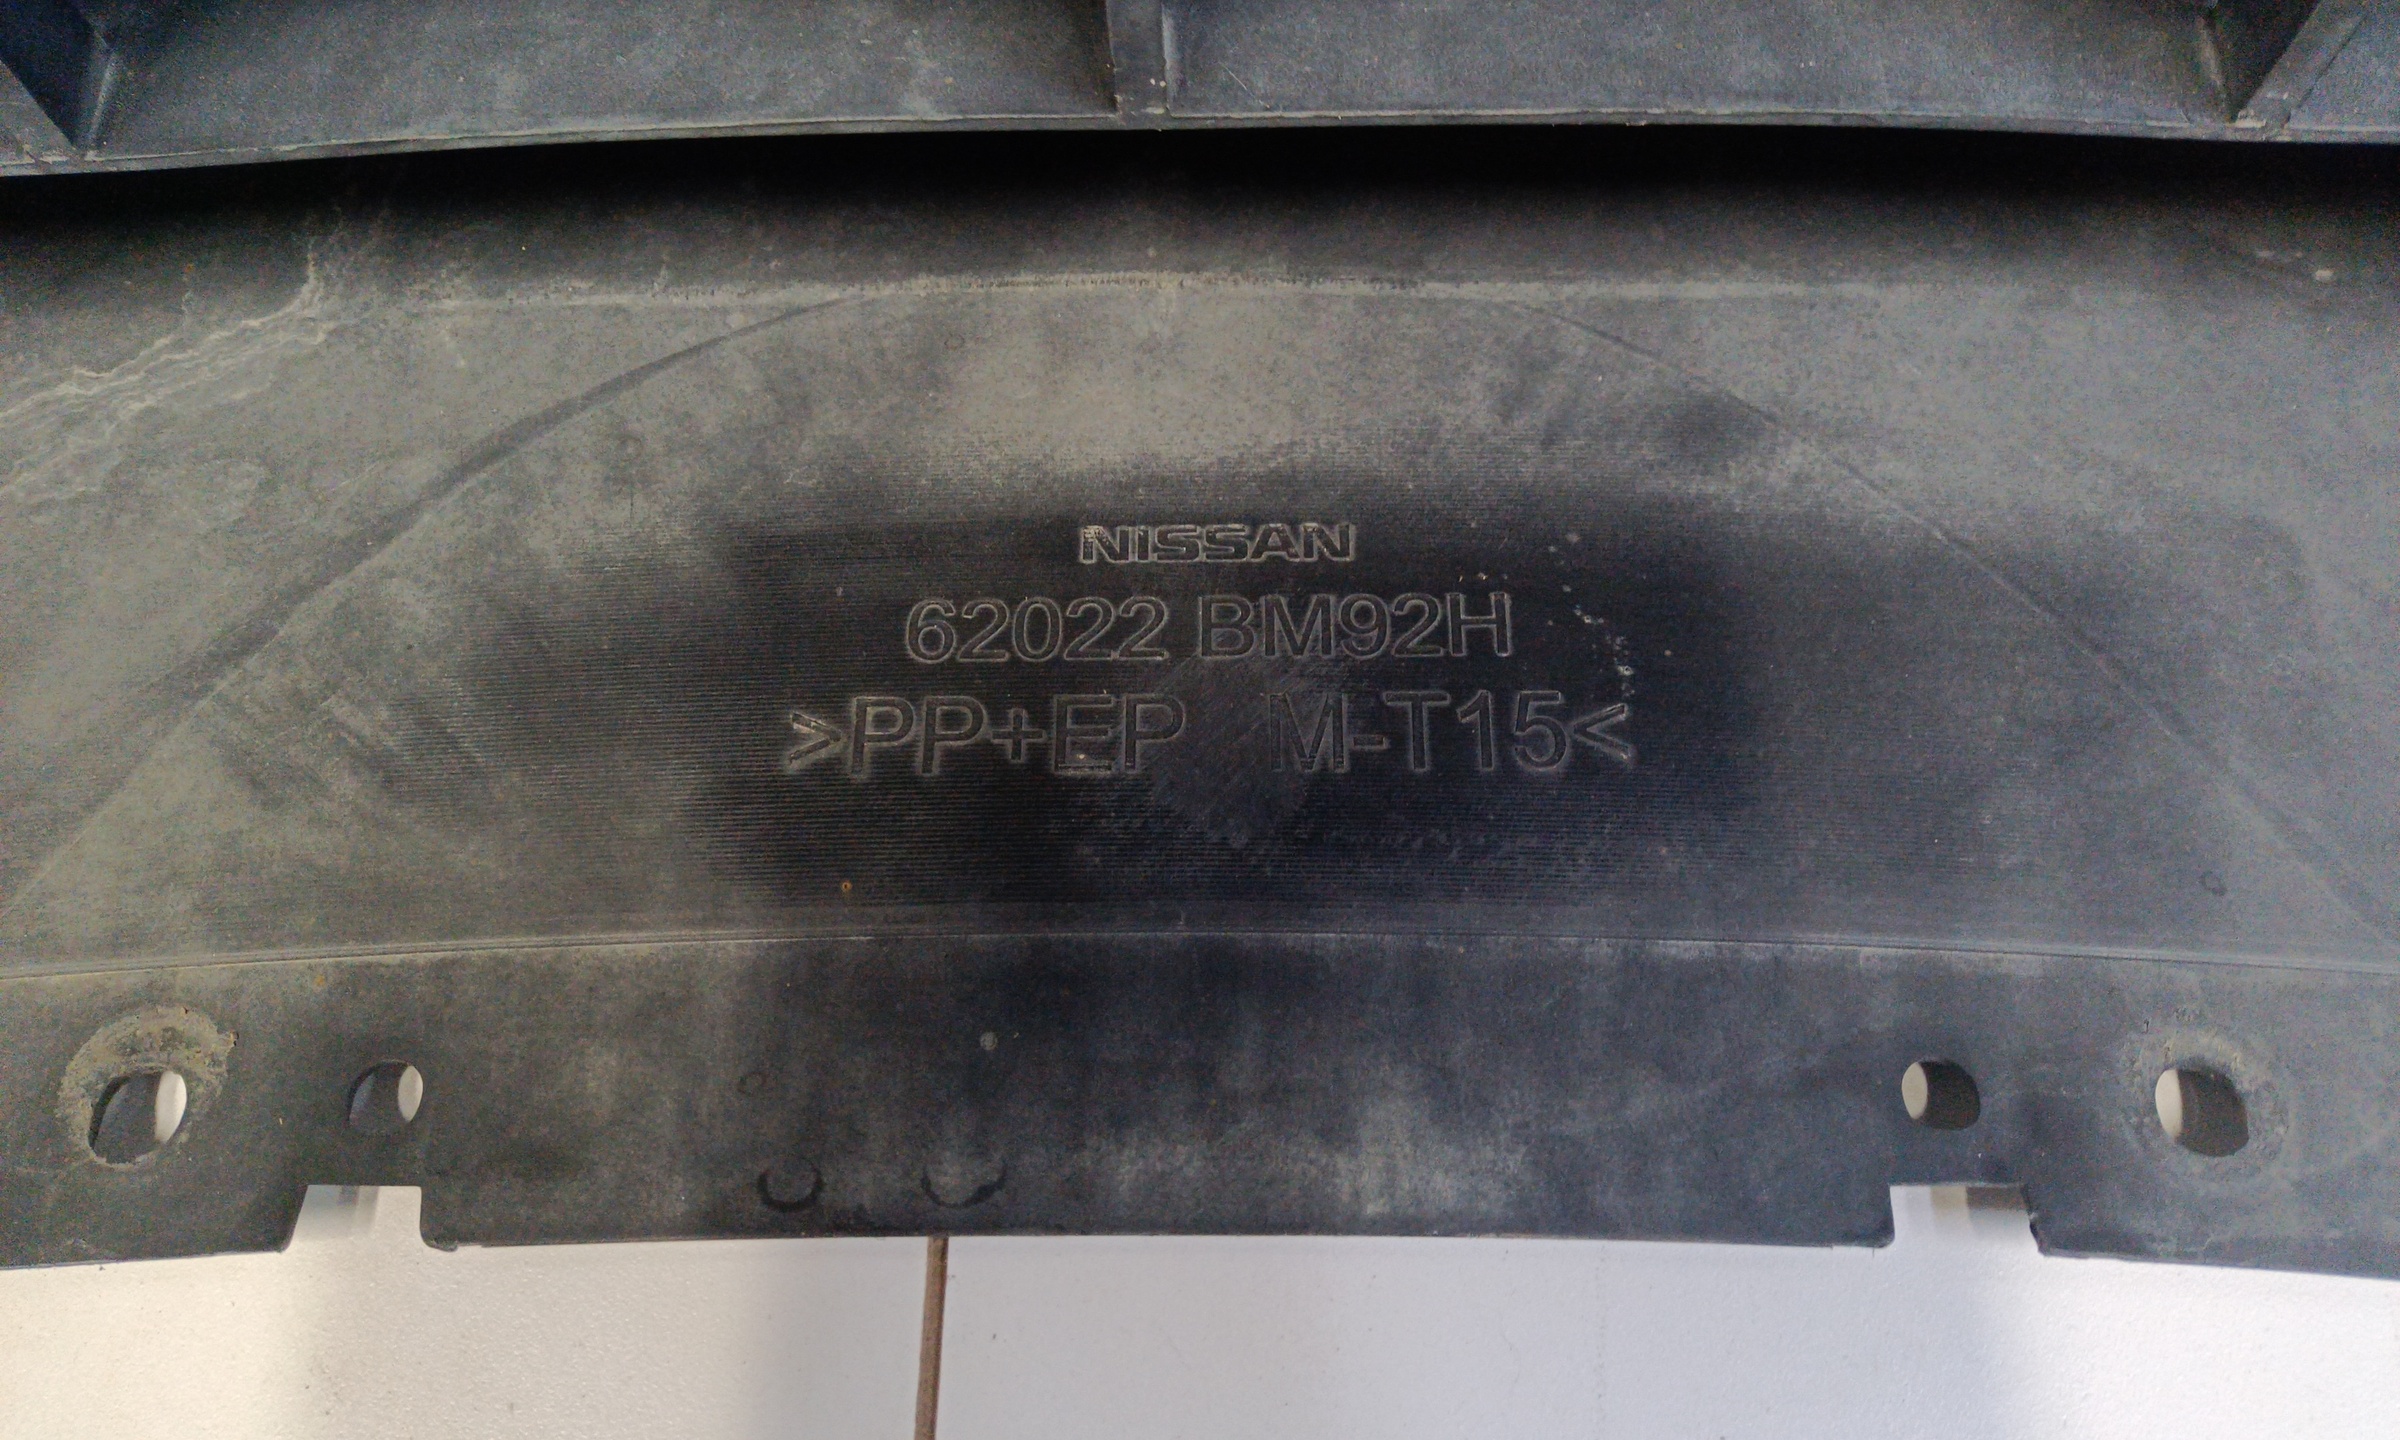 NISSAN
62022 BM92H
>PP+EP M-T15<